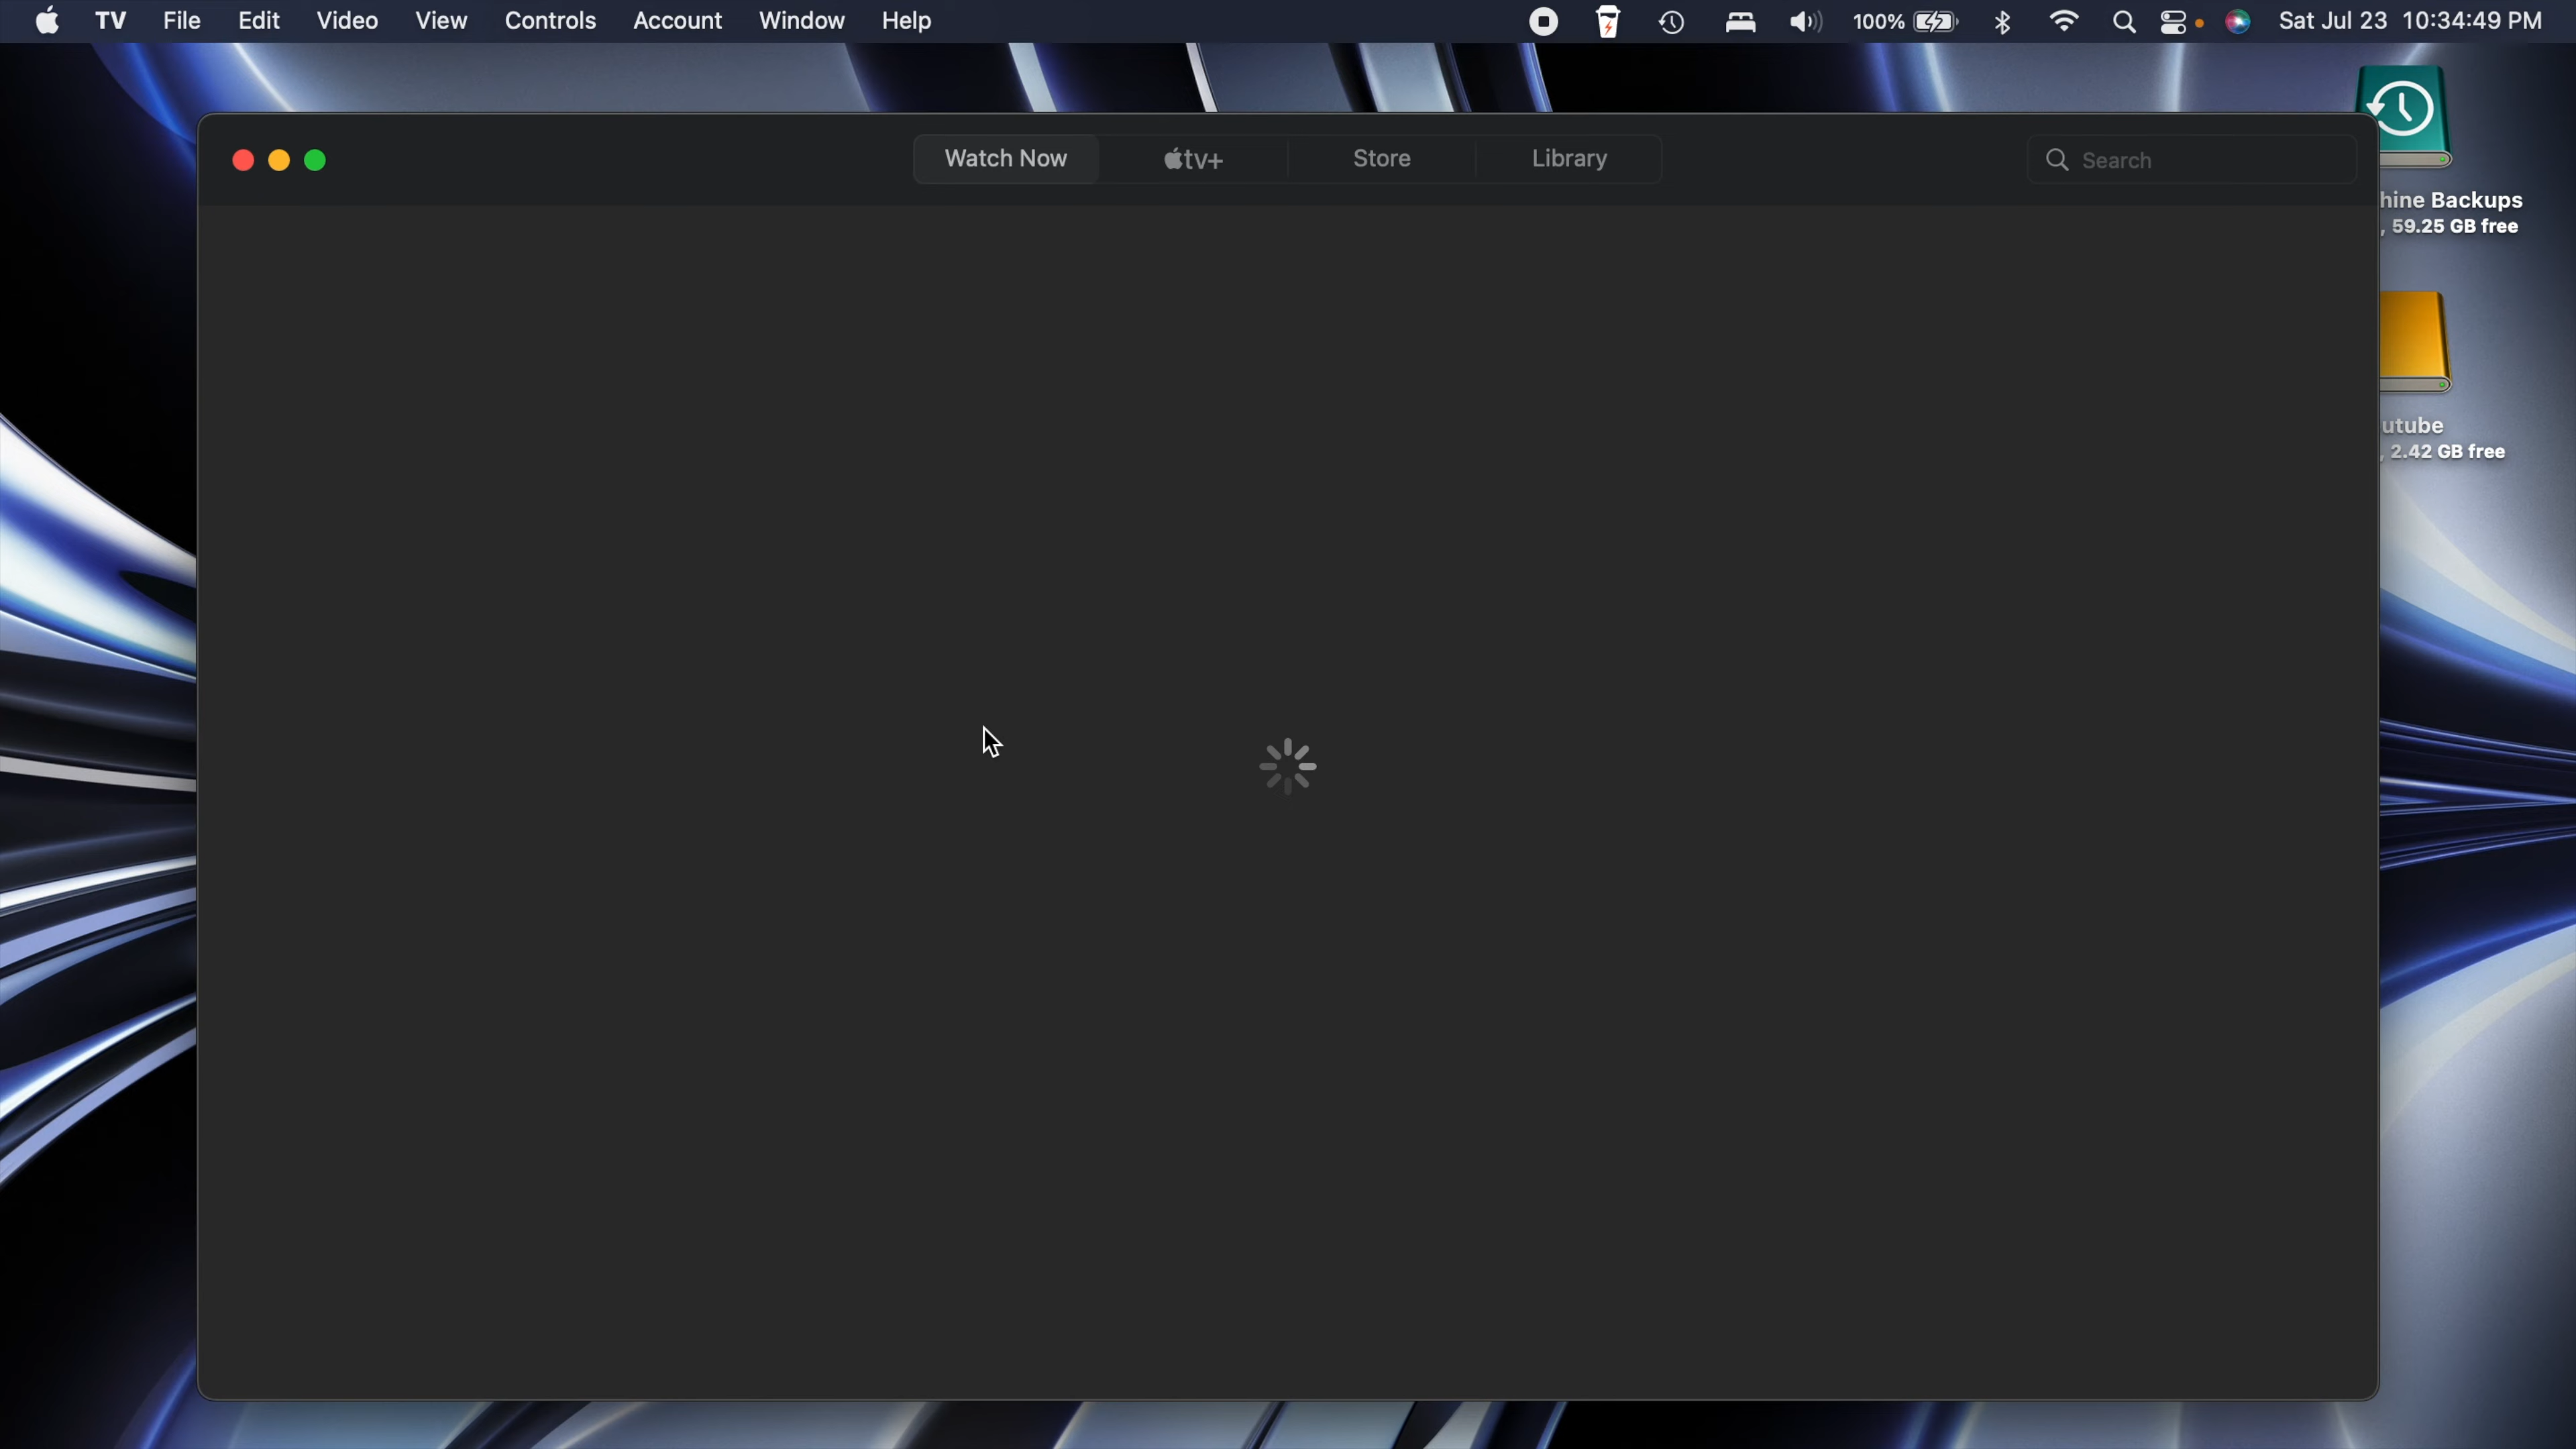 TV File Edit Video View Controls Account Window Help 100% Sat Jul 23 10:34:49 PM
Watch Now tv+ Store Library Search
hine Backups
, 59.25 GB free
utube
, 2.42 GB free